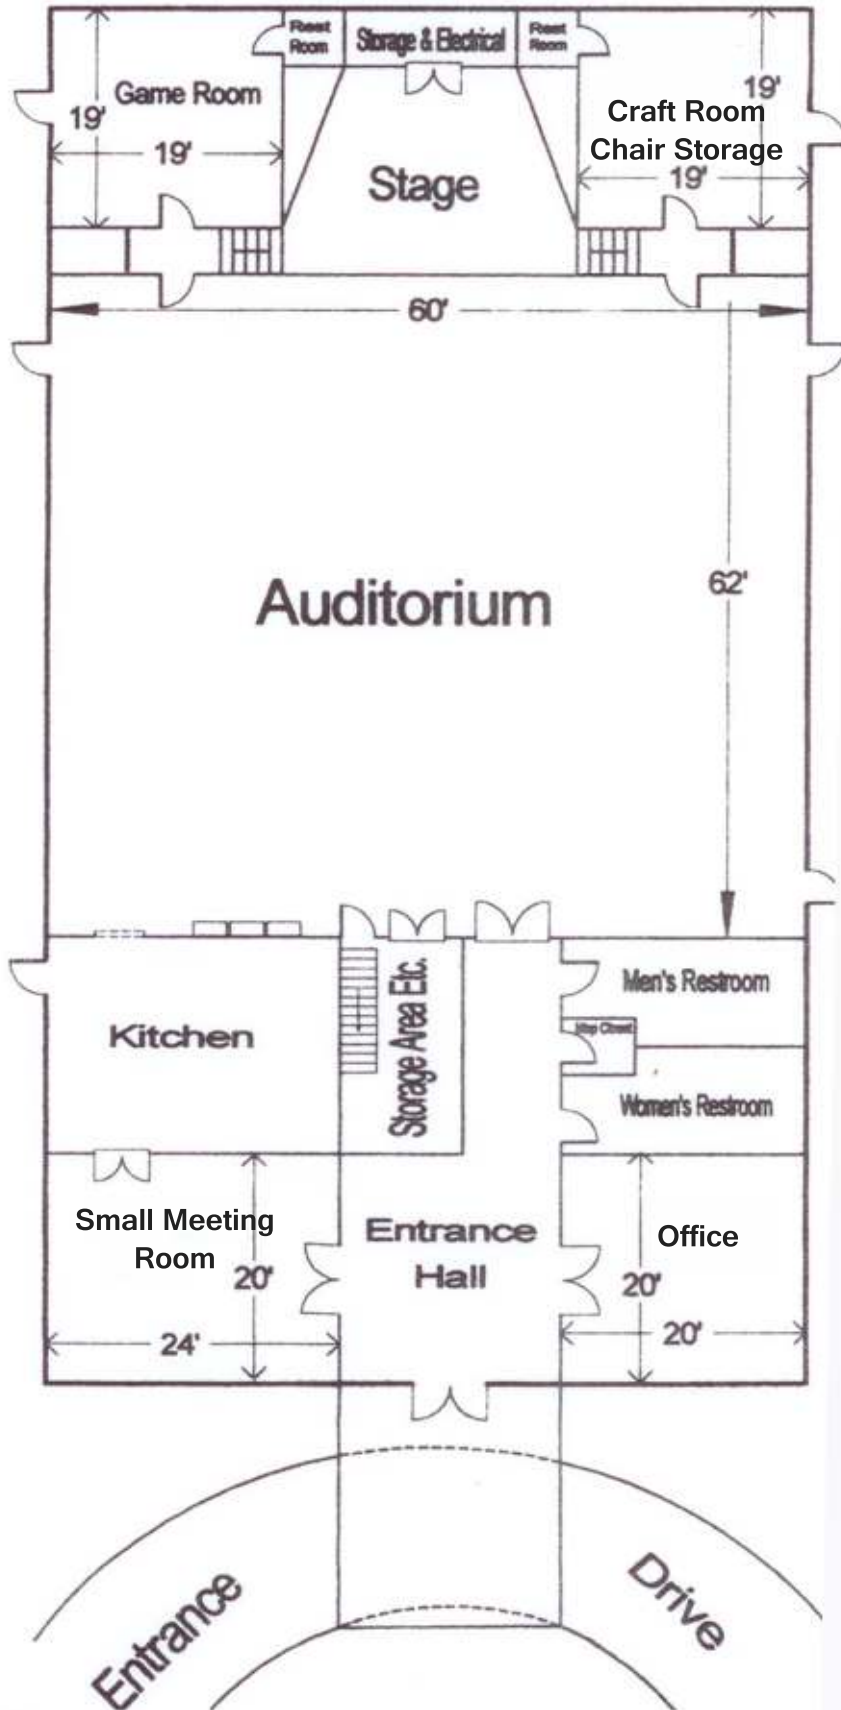 Rest
Room
Storage & Electrical
Rest
Room
Game Room
19'
19'
Stage
19'
Craft Room
Chair Storage
19'
60'
62'
Auditorium
Kitchen
Storage Area Etc.
Men's Restroom
Mop Closet
Women's Restroom
Small Meeting
Room
20'
24'
Entrance
Hall
Office
20'
20'
Entrance
Drive